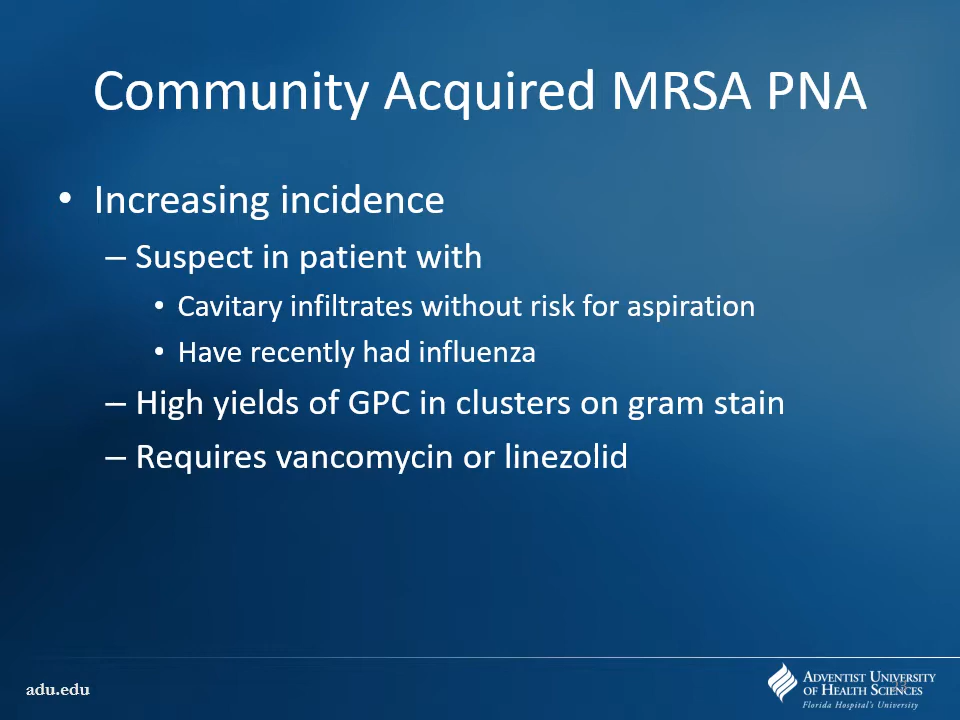 Community Acquired MRSA PNA
• Increasing incidence
– Suspect in patient with
• Cavitary infiltrates without risk for aspiration
• Have recently had influenza
– High yields of GPC in clusters on gram stain
– Requires vancomycin or linezolid
adu.edu
ADVENTIST UNIVERSITY
OF HEALTH SCIENCES
Florida Hospital's University